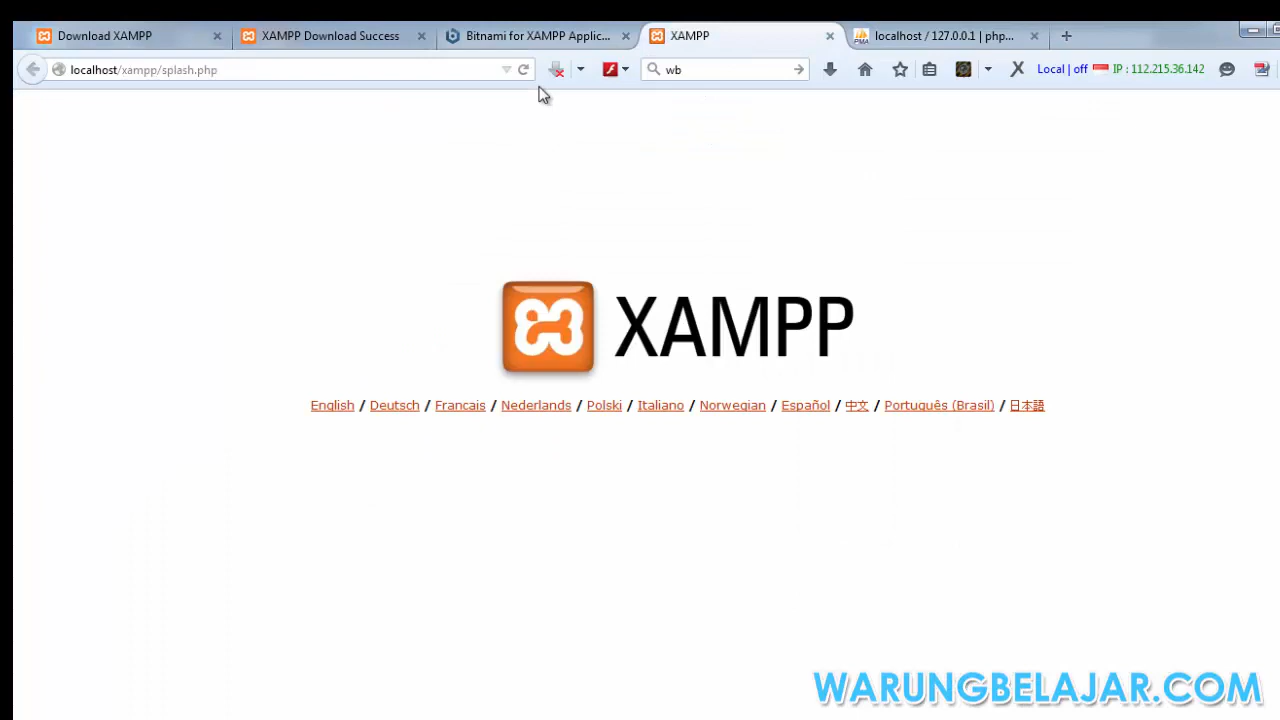 Download XAMPP
XAMPP Download Success
Bitnami for XAMPP Applic...
XAMPP
localhost / 127.0.0.1 | php...
localhost/xampp/splash.php
wb
Local | off
IP : 112.215.36.142
XAMPP
English / Deutsch / Francais / Nederlands / Polski / Italiano / Norwegian / Español / 中文 / Português (Brasil) / 日本語
WARUNGBELAJAR.COM